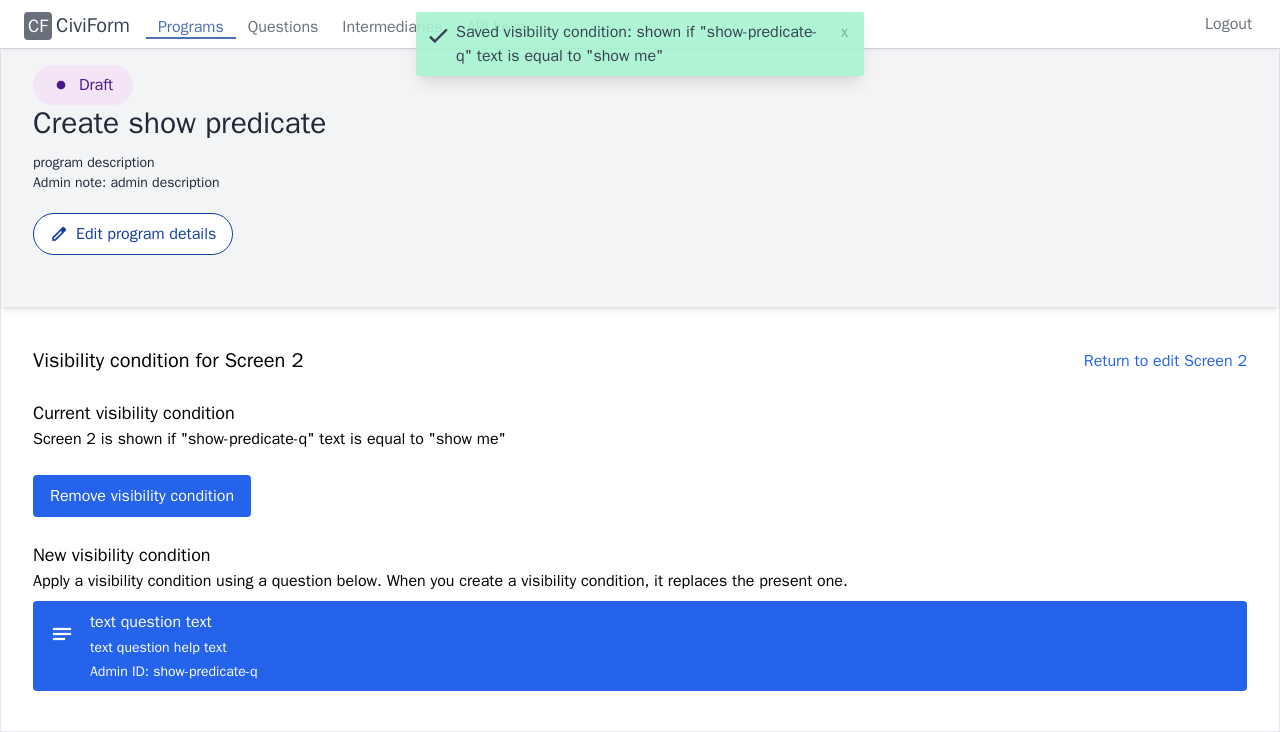 CF CiviForm Programs Questions Intermediaries API keys Logout
Saved visibility condition: shown if "show-predicate-
q" text is equal to "show me"
x
Draft
Create show predicate
program description
Admin note: admin description
Edit program details
Visibility condition for Screen 2
Return to edit Screen 2
Current visibility condition
Screen 2 is shown if "show-predicate-q" text is equal to "show me"
Remove visibility condition
New visibility condition
Apply a visibility condition using a question below. When you create a visibility condition, it replaces the present one.
text question text
text question help text
Admin ID: show-predicate-q